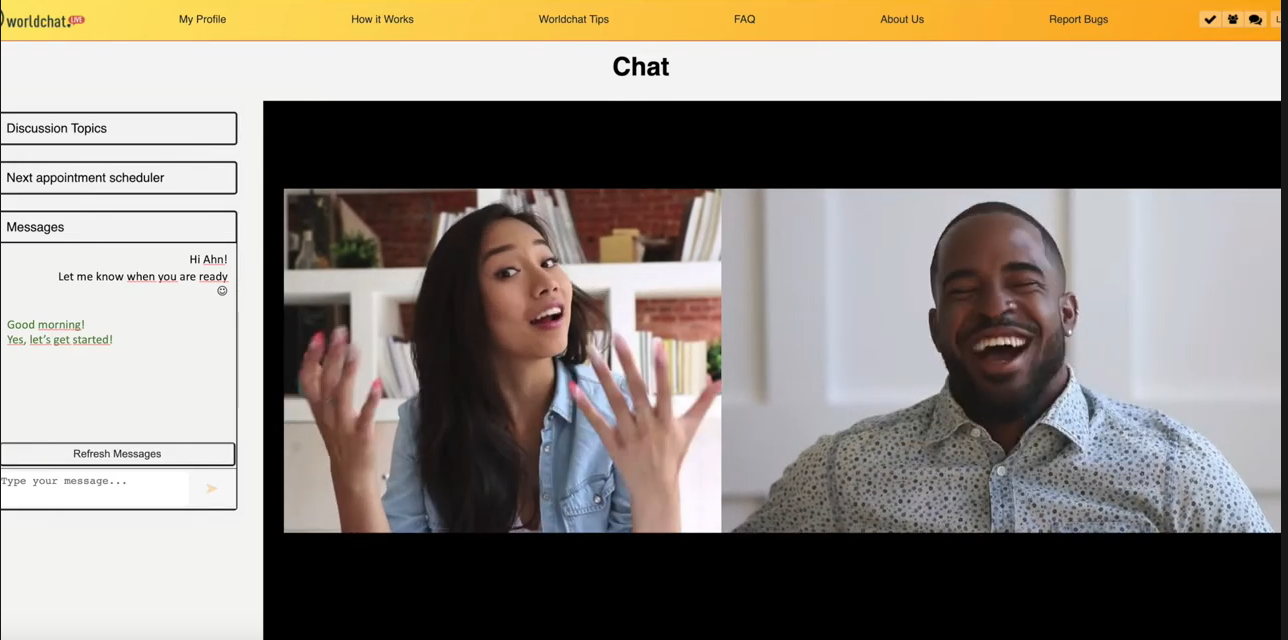 worldchat. LIVE
My Profile
How it Works
Worldchat Tips
FAQ
About Us
Report Bugs
Chat
Discussion Topics
Next appointment scheduler
Messages
Hi Ahn!
Let me know when you are ready
☺
Good morning!
Yes, let's get started!
Refresh Messages
Type your message...